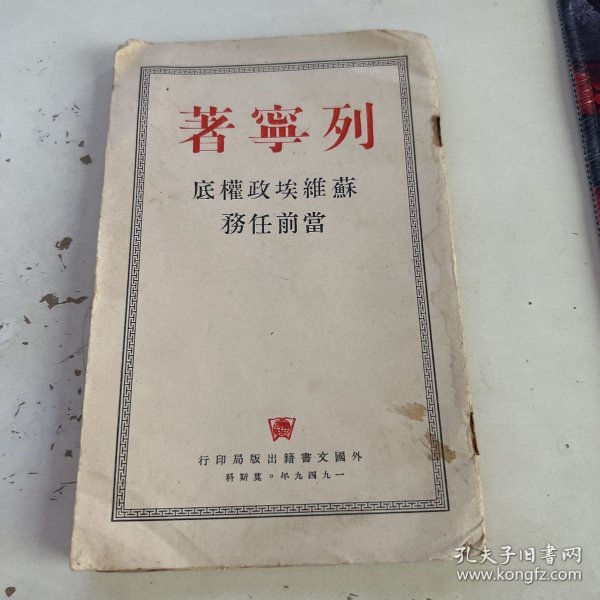 列寧著
蘇維埃政權底
當前任務
外國文書籍出版局印行
一九四九年。莫斯科
孔夫子旧书网
www.kongfz.com